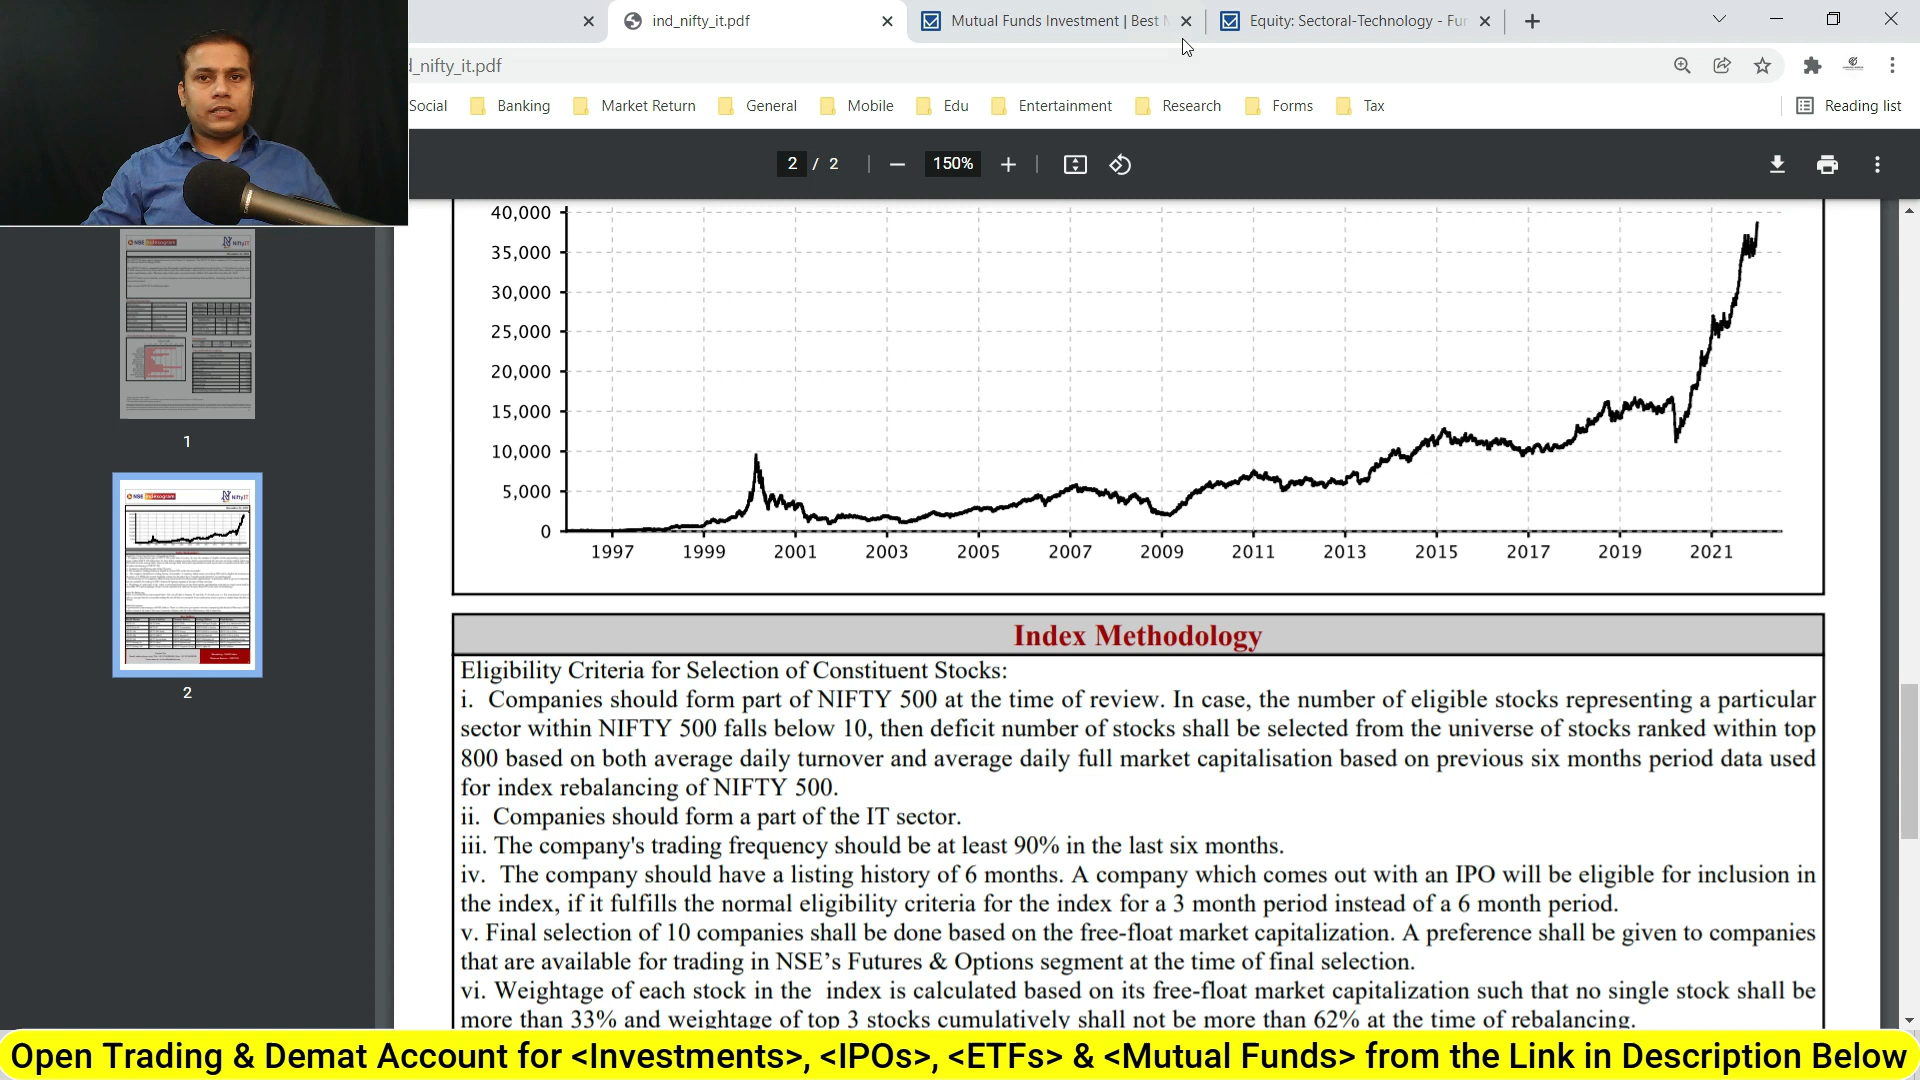 ind_nifty_it.pdf
Mutual Funds Investment | Best
Equity: Sectoral-Technology - Fur
_nifty_it.pdf
Social
Banking
Market Return
General
Mobile
Edu
Entertainment
Research
Forms
Tax
Reading list
2 / 2
150%
40,000
35,000
30,000
25,000
20,000
15,000
10,000
5,000
0
1997 1999 2001 2003 2005 2007 2009 2011 2013 2015 2017 2019 2021
1
2
Index Methodology
Eligibility Criteria for Selection of Constituent Stocks:
i. Companies should form part of NIFTY 500 at the time of review. In case, the number of eligible stocks representing a particular
sector within NIFTY 500 falls below 10, then deficit number of stocks shall be selected from the universe of stocks ranked within top
800 based on both average daily turnover and average daily full market capitalisation based on previous six months period data used
for index rebalancing of NIFTY 500.
ii. Companies should form a part of the IT sector.
iii. The company's trading frequency should be at least 90% in the last six months.
iv. The company should have a listing history of 6 months. A company which comes out with an IPO will be eligible for inclusion in
the index, if it fulfills the normal eligibility criteria for the index for a 3 month period instead of a 6 month period.
v. Final selection of 10 companies shall be done based on the free-float market capitalization. A preference shall be given to companies
that are available for trading in NSE’s Futures & Options segment at the time of final selection.
vi. Weightage of each stock in the index is calculated based on its free-float market capitalization such that no single stock shall be
more than 33% and weightage of top 3 stocks cumulatively shall not be more than 62% at the time of rebalancing.
Open Trading & Demat Account for <Investments>, <IPOs>, <ETFs> & <Mutual Funds> from the Link in Description Below